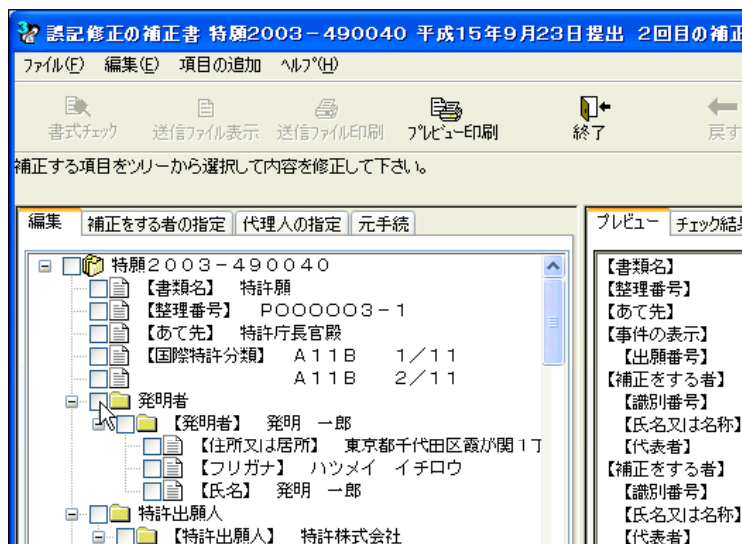 誤記修正の補正書 特願2003-490040 平成15年9月23日提出 2回目の補正
ファイル(F) 編集(E) 項目の追加 ヘルプ(H)
書式チェック 送信ファイル表示 送信ファイル印刷 プレビュー印刷 終了 戻す
補正する項目をツリーから選択して内容を修正して下さい。
編集 補正をする者の指定 代理人の指定 元手続
特願2003-490040
【書類名】 特許願
【整理番号】 P000003-1
【あて先】 特許庁長官殿
【国際特許分類】 A11B 1/11
A11B 2/11
発明者
【発明者】 発明 一郎
【住所又は居所】 東京都千代田区霞が関1丁
【フリガナ】 ハツメイ イチロウ
【氏名】 発明 一郎
特許出願人
【特許出願人】 特許株式会社
プレビュー チェック結果
【書類名】
【整理番号】
【あて先】
【事件の表示】
【出願番号】
【補正をする者】
【識別番号】
【氏名又は名称】
【代表者】
【補正をする者】
【識別番号】
【氏名又は名称】
【代表者】